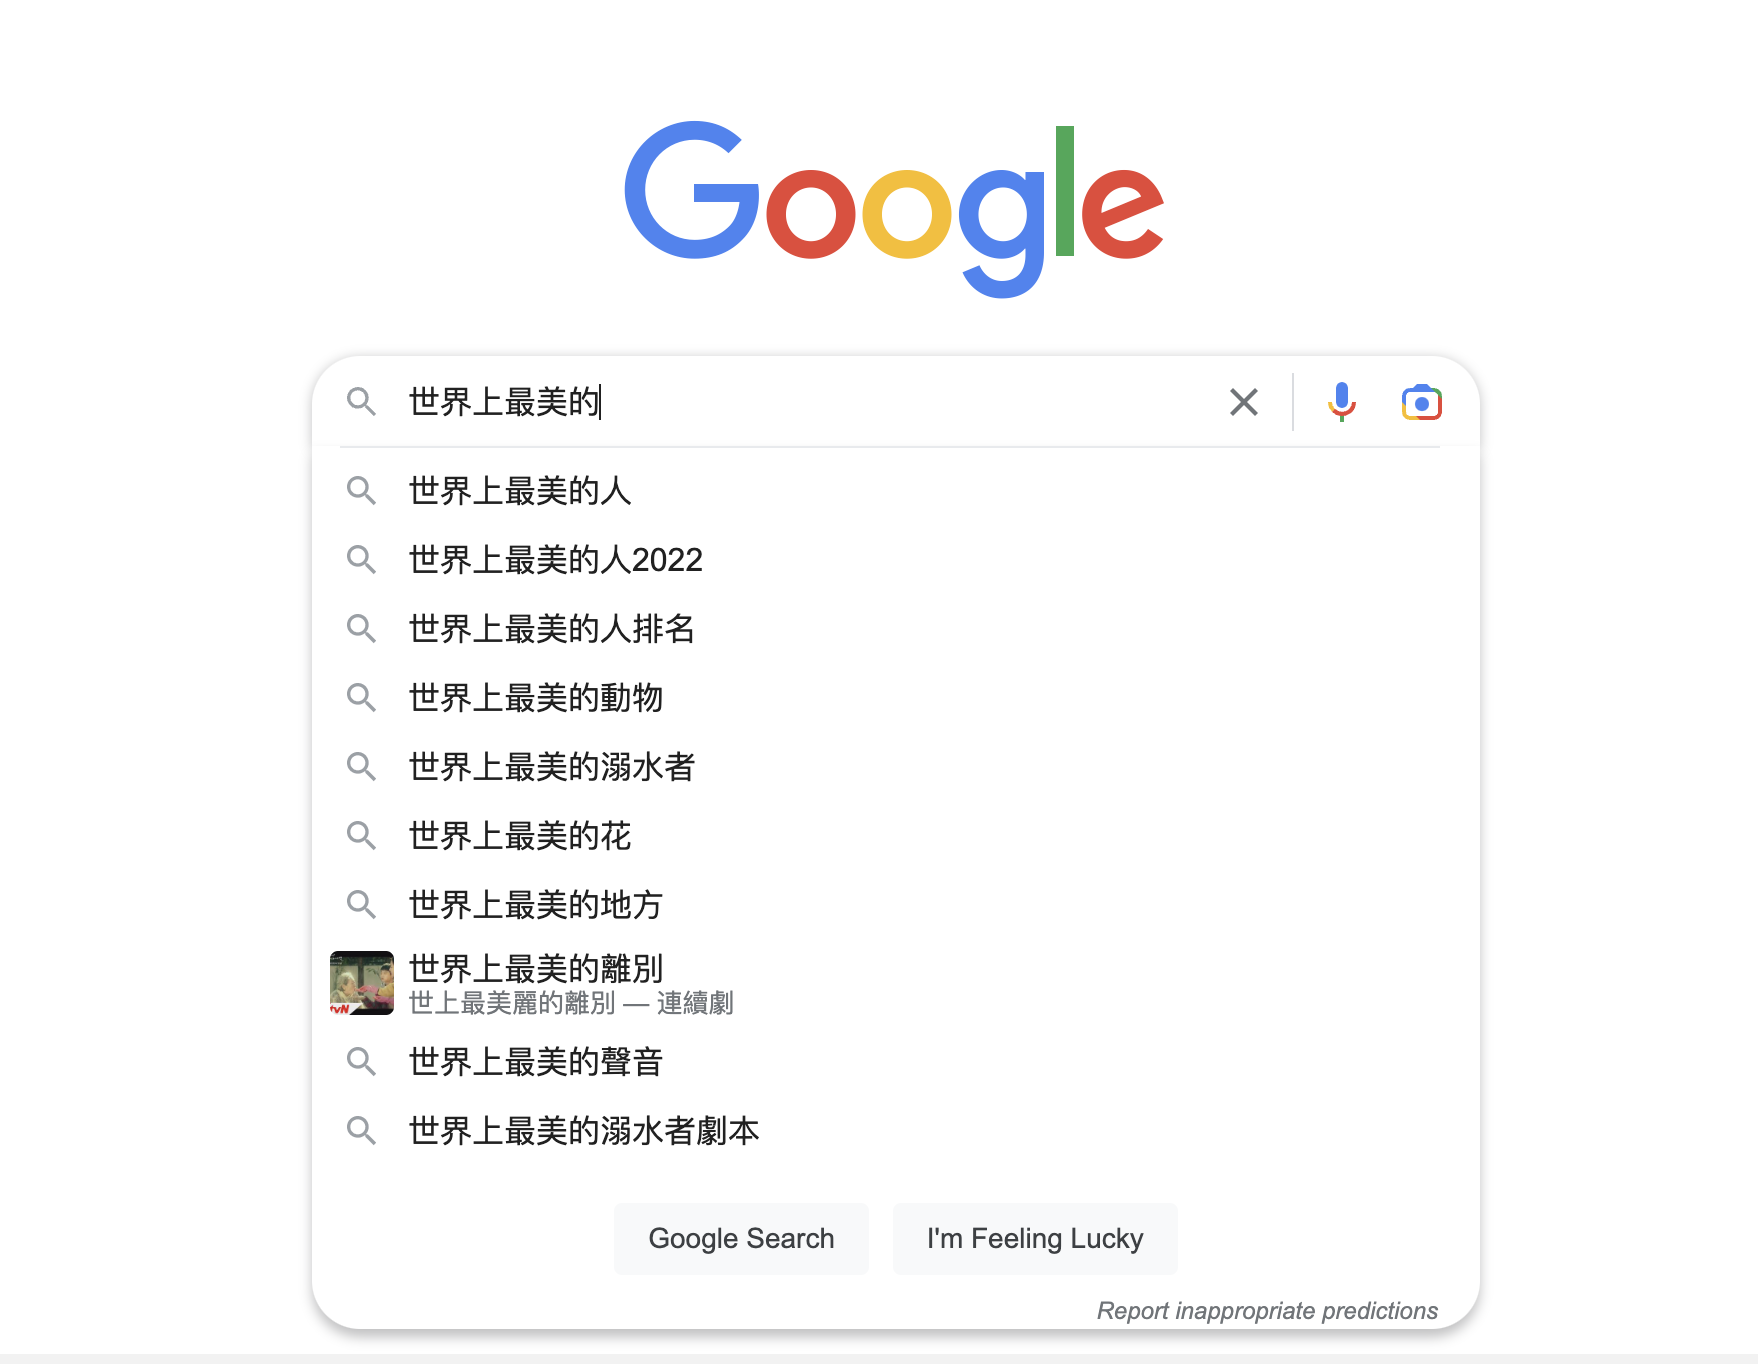 Google
世界上最美的
世界上最美的人
世界上最美的人2022
世界上最美的人排名
世界上最美的動物
世界上最美的溺水者
世界上最美的花
世界上最美的地方
世界上最美的離別
世上最美麗的離別 — 連續劇
tvN
世界上最美的聲音
世界上最美的溺水者劇本
Google Search
I'm Feeling Lucky
Report inappropriate predictions